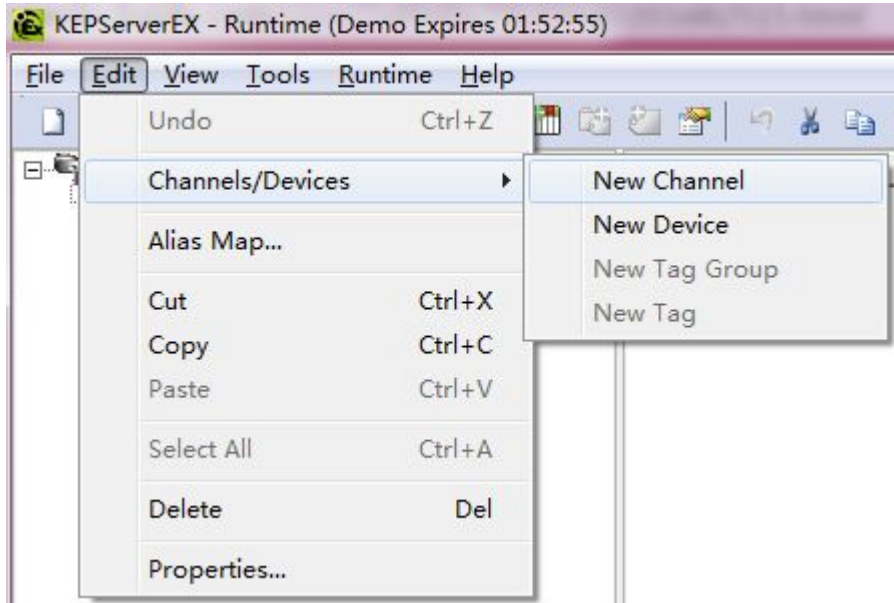 KEPServerEX - Runtime (Demo Expires 01:52:55)
File Edit View Tools Runtime Help
Undo Ctrl+Z
Channels/Devices
New Channel
New Device
New Tag Group
New Tag
Alias Map...
Cut Ctrl+X
Copy Ctrl+C
Paste Ctrl+V
Select All Ctrl+A
Delete Del
Properties...